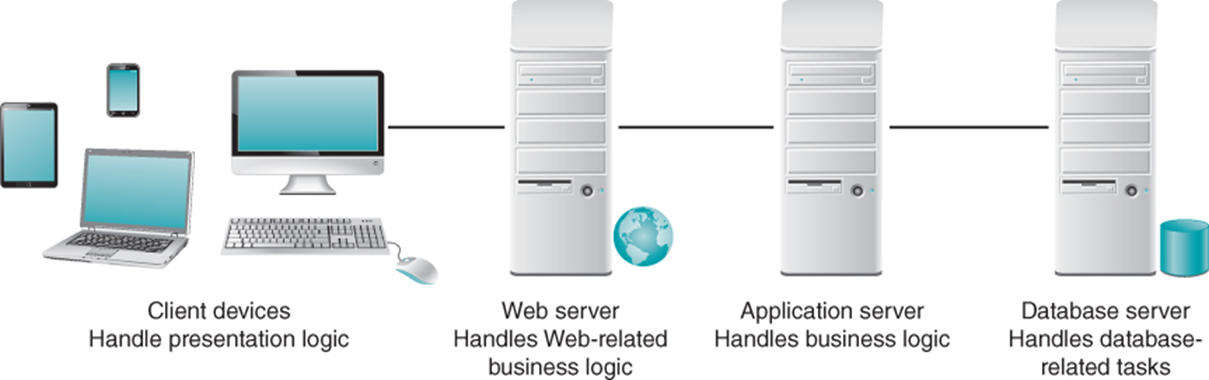 Client devices
Handle presentation logic
Web server
Handles Web-related
business logic
Application server
Handles business logic
Database server
Handles database-
related tasks